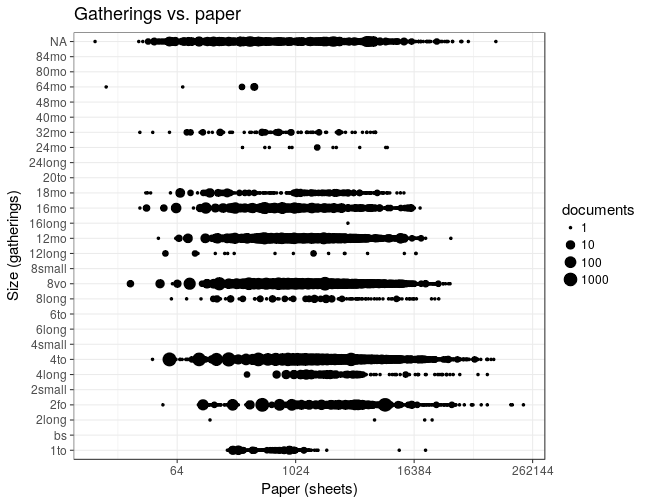 Gatherings vs. paper
NA
84mo
80mo
64mo
48mo
40mo
32mo
24mo
24long
20to
18mo
16mo
16long
12mo
12long
8small
8vo
8long
6to
6long
4small
4to
4long
2small
2fo
2long
bs
1to
Size (gatherings)
64
1024
16384
262144
Paper (sheets)
documents
1
10
100
1000